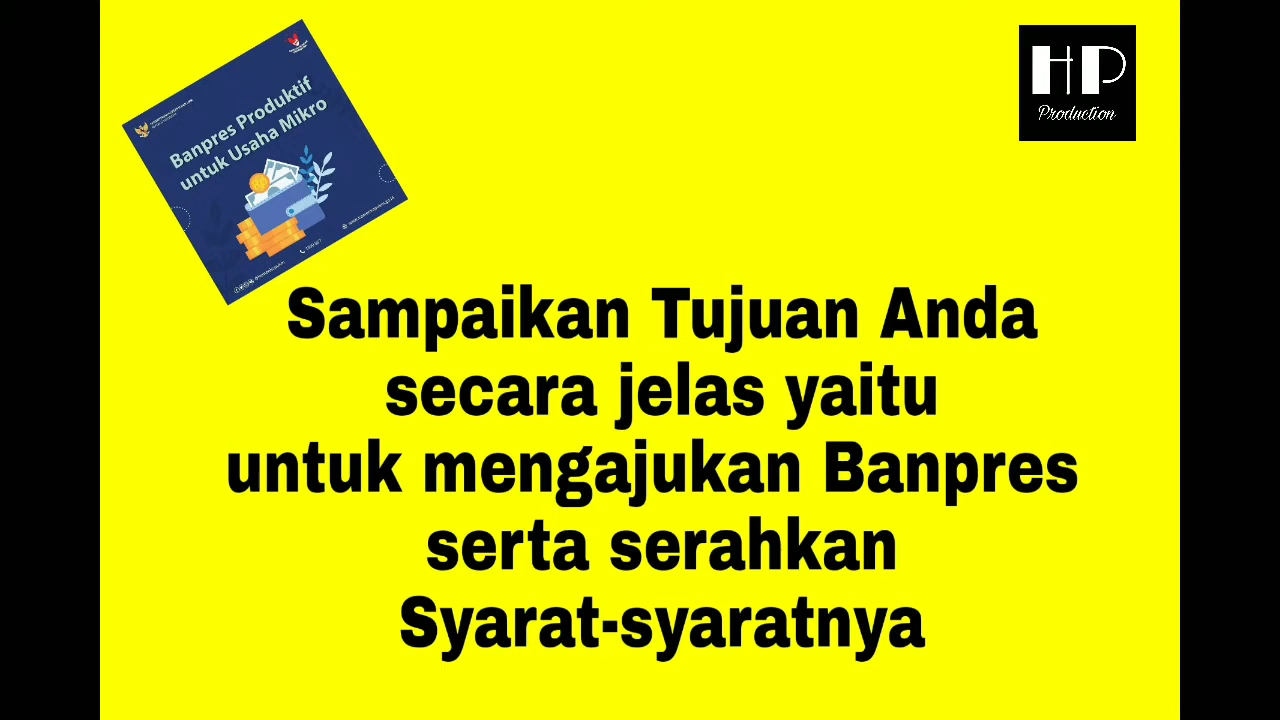 Banpres Produktif
untuk Usaha Mikro
HP
Production
Sampaikan Tujuan Anda
secara jelas yaitu
untuk mengajukan Banpres
serta serahkan
Syarat-syaratnya